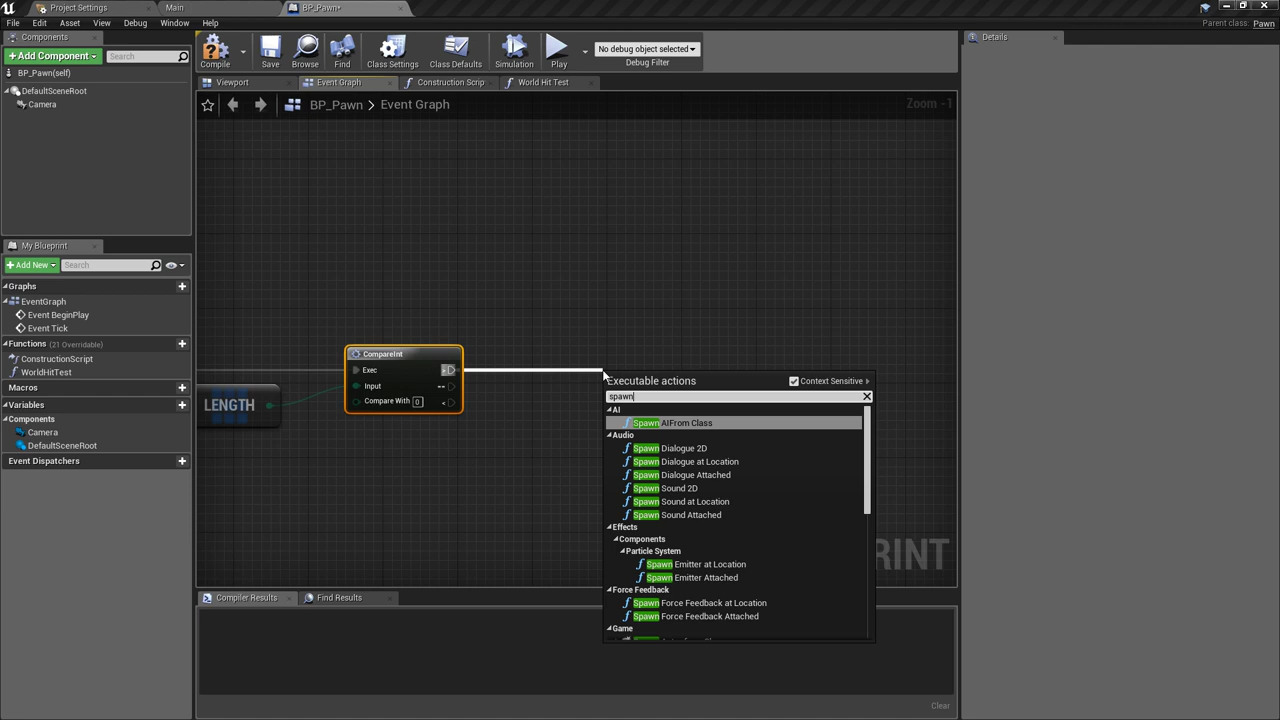 Project Settings
Main
BP_Pawn*
File Edit Asset View Debug Window Help
Parent class: Pawn
Components
+ Add Component
Search
BP_Pawn(self)
DefaultSceneRoot
Camera
My Blueprint
+ Add New
Search
Graphs
EventGraph
Event BeginPlay
Event Tick
Functions (21 Overridable)
ConstructionScript
WorldHitTest
Macros
Variables
Components
Camera
DefaultSceneRoot
Event Dispatchers
Compile
Save
Browse
Find
Class Settings
Class Defaults
Simulation
Play
No debug object selected
Debug Filter
Viewport
Event Graph
Construction Scrip
World Hit Test
BP_Pawn > Event Graph
Zoom -1
LENGTH
CompareInt
Exec >
Input ==
Compare With 0 <
Executable actions
Context Sensitive
spawn
AI
Spawn AIFrom Class
Audio
Spawn Dialogue 2D
Spawn Dialogue at Location
Spawn Dialogue Attached
Spawn Sound 2D
Spawn Sound at Location
Spawn Sound Attached
Effects
Components
Particle System
Spawn Emitter at Location
Spawn Emitter Attached
Force Feedback
Spawn Force Feedback at Location
Spawn Force Feedback Attached
Game
RINT
Compiler Results
Find Results
Clear
Details